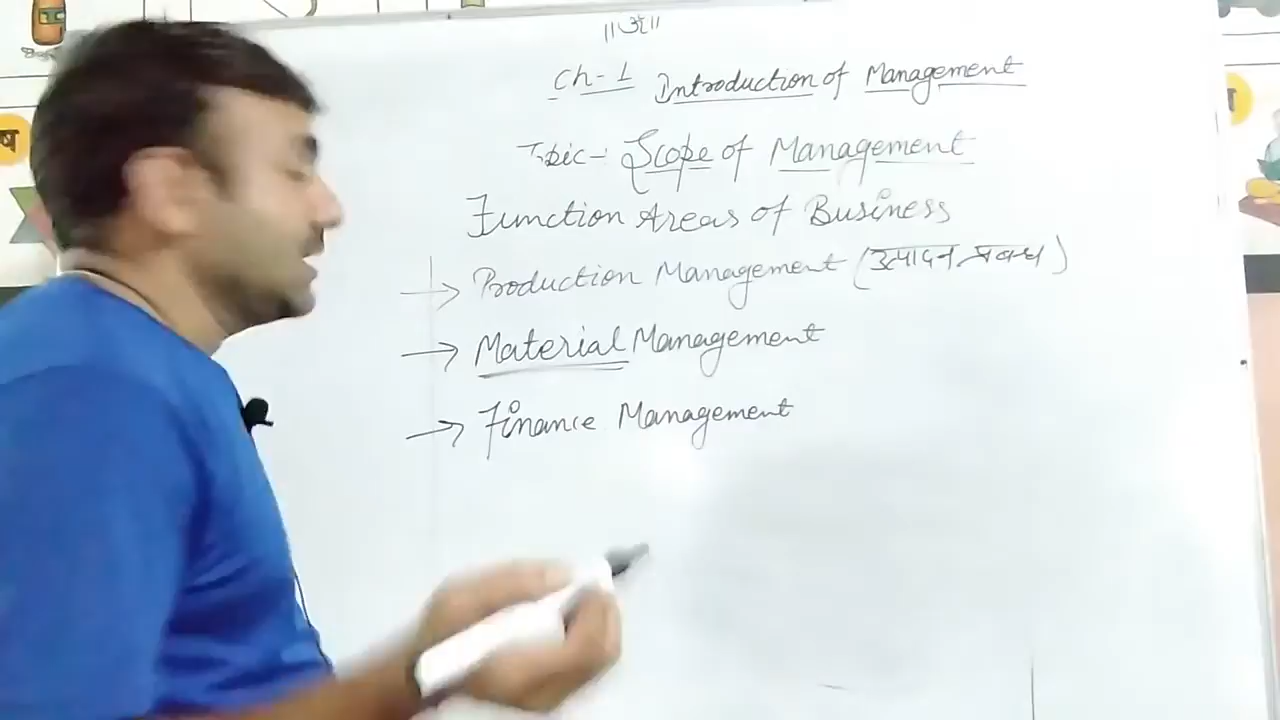 ||ॐ||
Ch-1 Introduction of Management
Topic- Scope of Management
Function Areas of Business
→ Production Management (उत्पादन प्रबन्ध)
→ Material Management
→ Finance Management